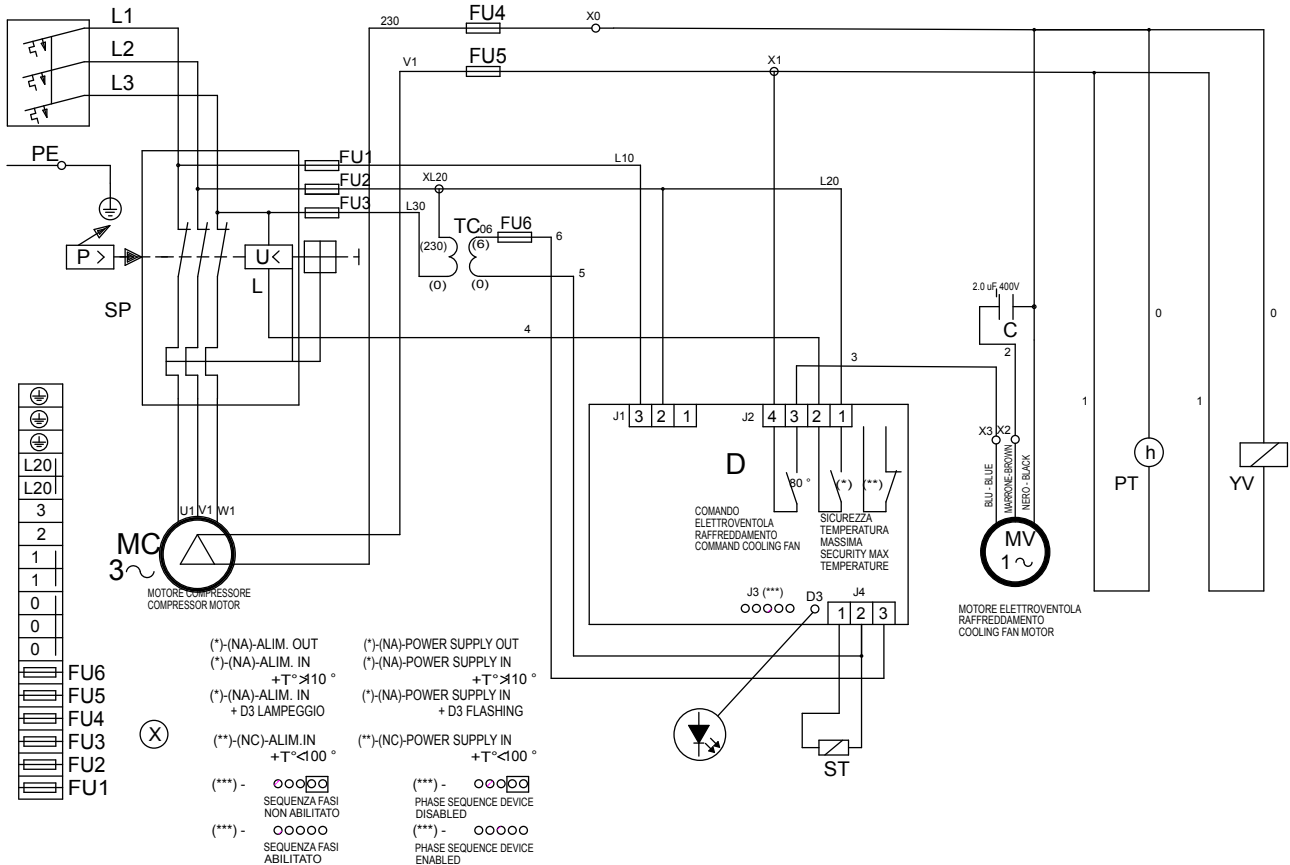 L1
L2
L3
PE
230
FU4
X0
V1
FU5
X1
FU1
FU2
FU3
L10
XL20
L20
L30
TC06
FU6
(230)
(6)
(0)
(0)
6
5
4
P >
U<
L
SP
2.0 uF 400V
C
2
3
0
0
1
1
J1
3
2
1
J2
4
3
2
1
D
80 °
(*)
(**)
COMANDO
ELETTROVENTOLA
RAFFREDDAMENTO
COMMAND COOLING FAN
SICUREZZA
TEMPERATURA
MASSIMA
SECURITY MAX
TEMPERATURE
J3 (***)
D3
J4
1
2
3
X3
X2
BLU - BLUE
MARRONE-BROWN
NERO - BLACK
MV
1~
MOTORE ELETTROVENTOLA
RAFFREDDAMENTO
COOLING FAN MOTOR
h
PT
YV
ST
U1
V1
W1
MC
3~
MOTORE COMPRESSORE
COMPRESSOR MOTOR
L20
L20
3
2
1
1
0
0
0
FU6
FU5
FU4
FU3
FU2
FU1
X
(*)-(NA)-ALIM. OUT
(*)-(NA)-ALIM. IN
+T°>110 °
(*)-(NA)-ALIM. IN
+ D3 LAMPEGGIO
(**)-(NC)-ALIM.IN
+T°<100 °
(***) -
SEQUENZA FASI
NON ABILITATO
(***) -
SEQUENZA FASI
ABILITATO
(*)-(NA)-POWER SUPPLY OUT
(*)-(NA)-POWER SUPPLY IN
+T°>110 °
(*)-(NA)-POWER SUPPLY IN
+ D3 FLASHING
(**)-(NC)-POWER SUPPLY IN
+T°<100 °
(***) -
PHASE SEQUENCE DEVICE
DISABLED
(***) -
PHASE SEQUENCE DEVICE
ENABLED